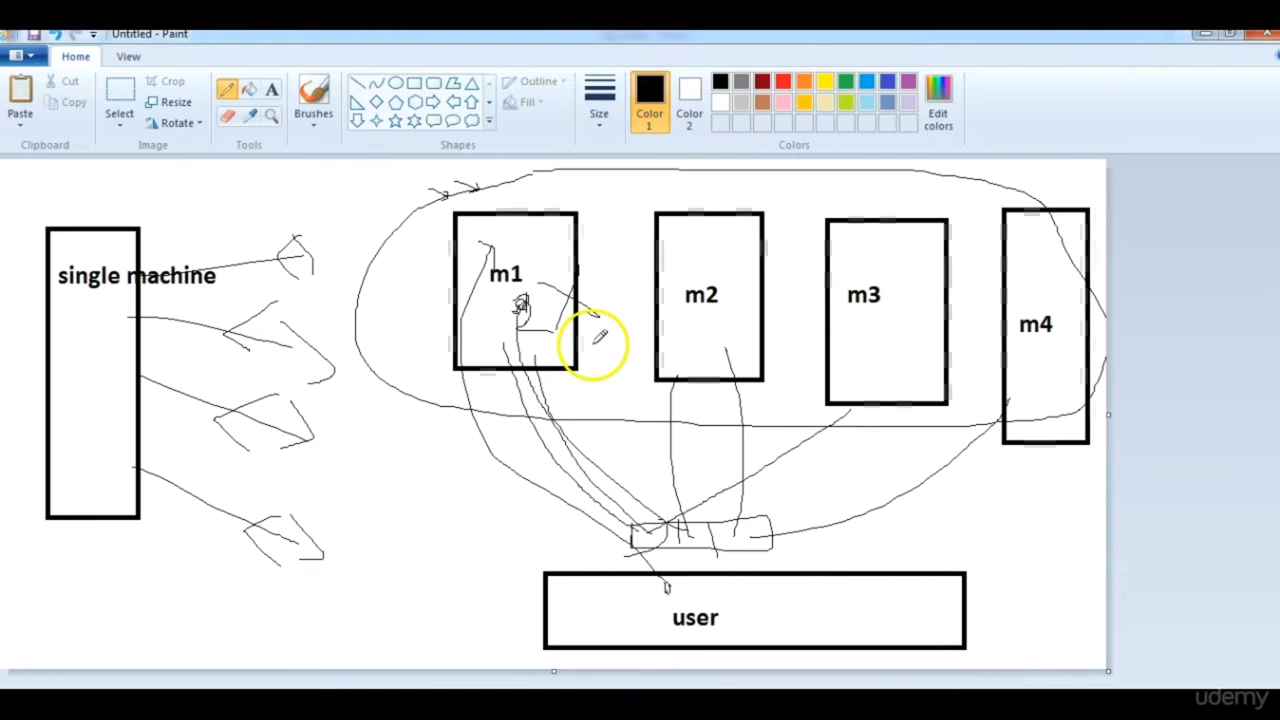 Untitled - Paint
Home View
Paste
Cut
Copy
Clipboard
Select
Crop
Resize
Rotate
Image
Tools
Brushes
Shapes
Outline
Fill
Size
Color 1
Color 2
Edit colors
Colors
single machine
m1
m2
m3
m4
user
udemy